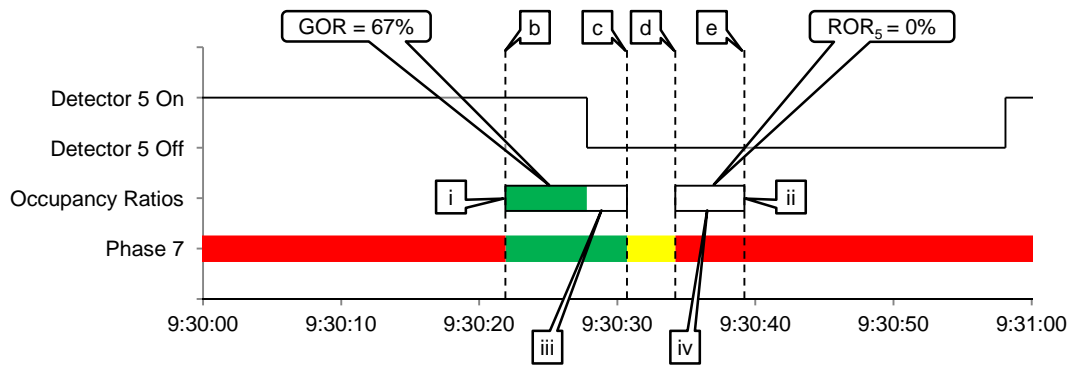 GOR = 67%
b
c
d
e
ROR₅ = 0%
Detector 5 On
Detector 5 Off
Occupancy Ratios
i
ii
Phase 7
9:30:00
9:30:10
9:30:20
9:30:30
9:30:40
9:30:50
9:31:00
iii
iv